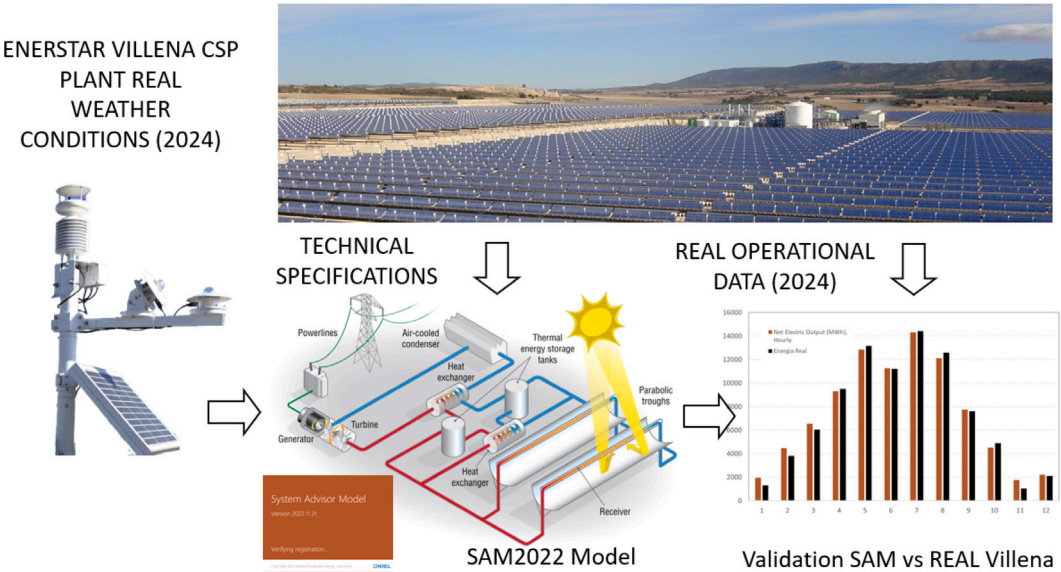 ENERSTAR VILLENA CSP
PLANT REAL
WEATHER
CONDITIONS (2024)
TECHNICAL
SPECIFICATIONS
REAL OPERATIONAL
DATA (2024)
Powerlines
Air-cooled
condenser
Thermal
energy storage
tanks
Heat
exchanger
Parabolic
troughs
Turbine
Generator
Heat
exchanger
Receiver
System Advisor Model
Version 2022.11.21
Verifying registration...
NREL
SAM2022 Model
16000
14000
12000
10000
8000
6000
4000
2000
0
Net Electric Output (MWh),
Hourly
Energia Real
1 2 3 4 5 6 7 8 9 10 11 12
Validation SAM vs REAL Villena